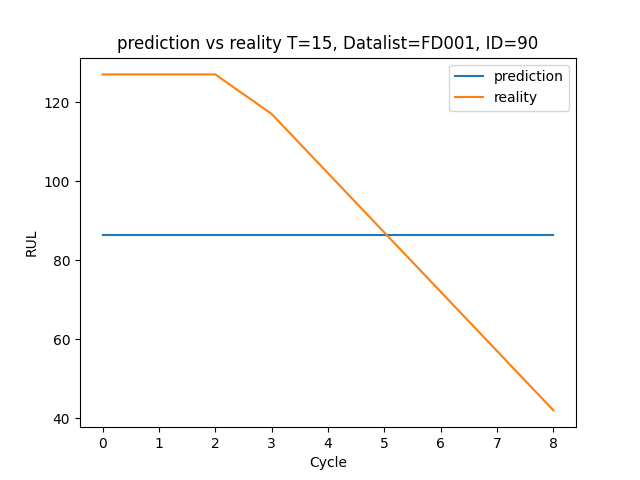 prediction vs reality T=15, Datalist=FD001, ID=90
prediction
reality
120
100
80
60
40
RUL
0 1 2 3 4 5 6 7 8
Cycle